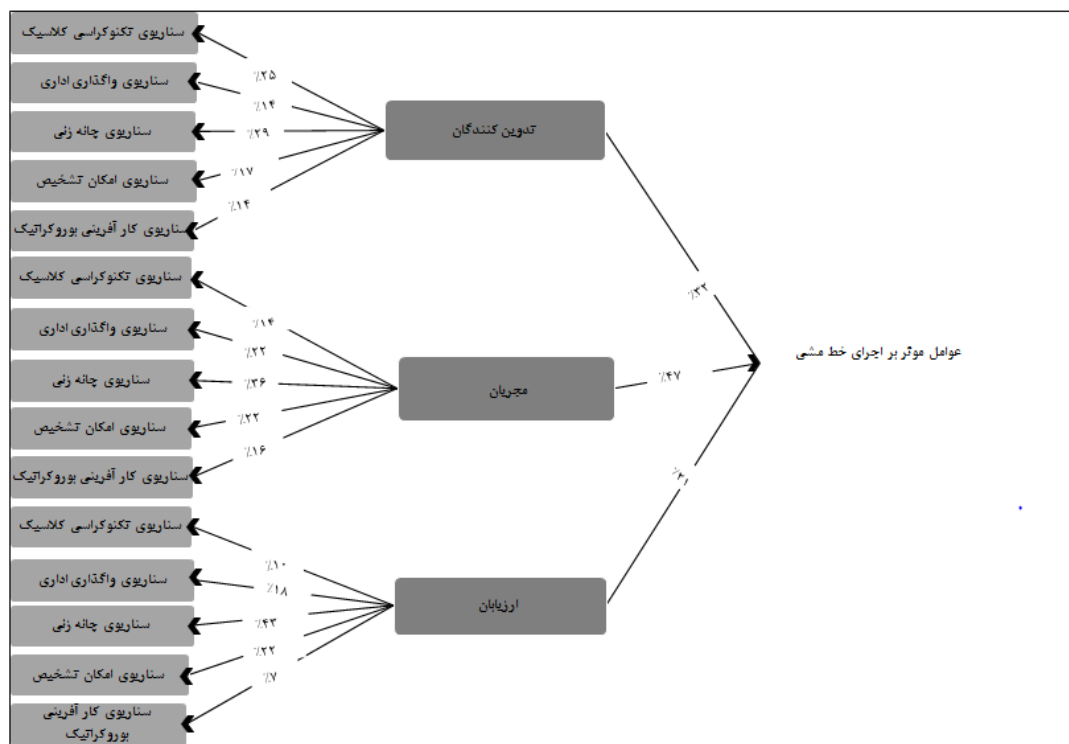 عوامل موثر بر اجرای خط مشی
٪۳۲
٪۴۷
٪۲۱
تدوین کنندگان
٪۲۵
٪۱۴
٪۲۹
٪۱۷
٪۱۴
سناریوی تکنوکراسی کلاسیک
سناریوی واگذاری اداری
سناریوی چانه زنی
سناریوی امکان تشخیص
سناریوی کار آفرینی بوروکراتیک
مجریان
٪۱۴
٪۲۲
٪۳۶
٪۲۲
٪۱۶
سناریوی تکنوکراسی کلاسیک
سناریوی واگذاری اداری
سناریوی چانه زنی
سناریوی امکان تشخیص
سناریوی کار آفرینی بوروکراتیک
ارزیابان
٪۱۰
٪۱۸
٪۴۳
٪۲۲
٪۷
سناریوی تکنوکراسی کلاسیک
سناریوی واگذاری اداری
سناریوی چانه زنی
سناریوی امکان تشخیص
سناریوی کار آفرینی
بوروکراتیک